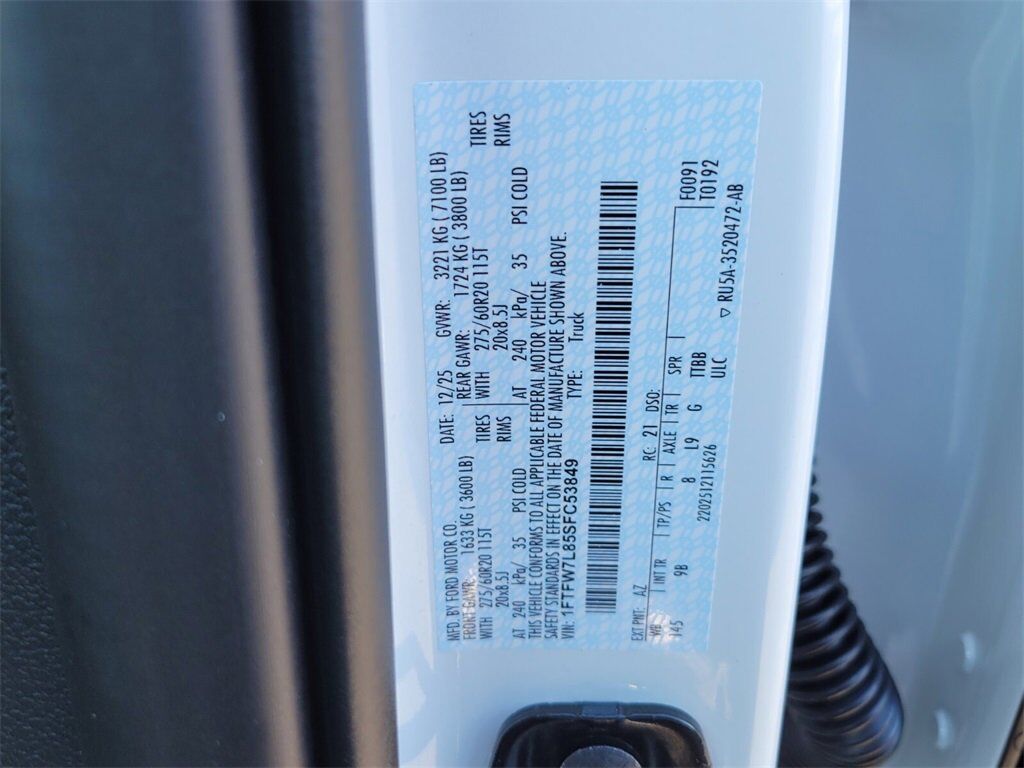 MFD. BY FORD MOTOR CO. DATE: 12/25 GVWR: 3221 KG ( 7100 LB)
FRONT GAWR: 1633 KG ( 3600 LB) REAR GAWR: 1724 KG ( 3800 LB)
WITH 275/60R20 115T TIRES WITH 275/60R20 115T TIRES
20x8.5J RIMS 20x8.5J RIMS
AT 240 kPa/ 35 PSI COLD AT 240 kPa/ 35 PSI COLD
THIS VEHICLE CONFORMS TO ALL APPLICABLE FEDERAL MOTOR VEHICLE
SAFETY STANDARDS IN EFFECT ON THE DATE OF MANUFACTURE SHOWN ABOVE.
VIN: 1FTFW7L85SFC53849 TYPE: Truck
EXT PNT: AZ RC: 21 DSO: F0091
WB INT TR TP/PS R AXLE TR SPR T0192
145 9B 8 L9 G TTBB
2202512115626 ULC ▽ RU5A-3520472-AB